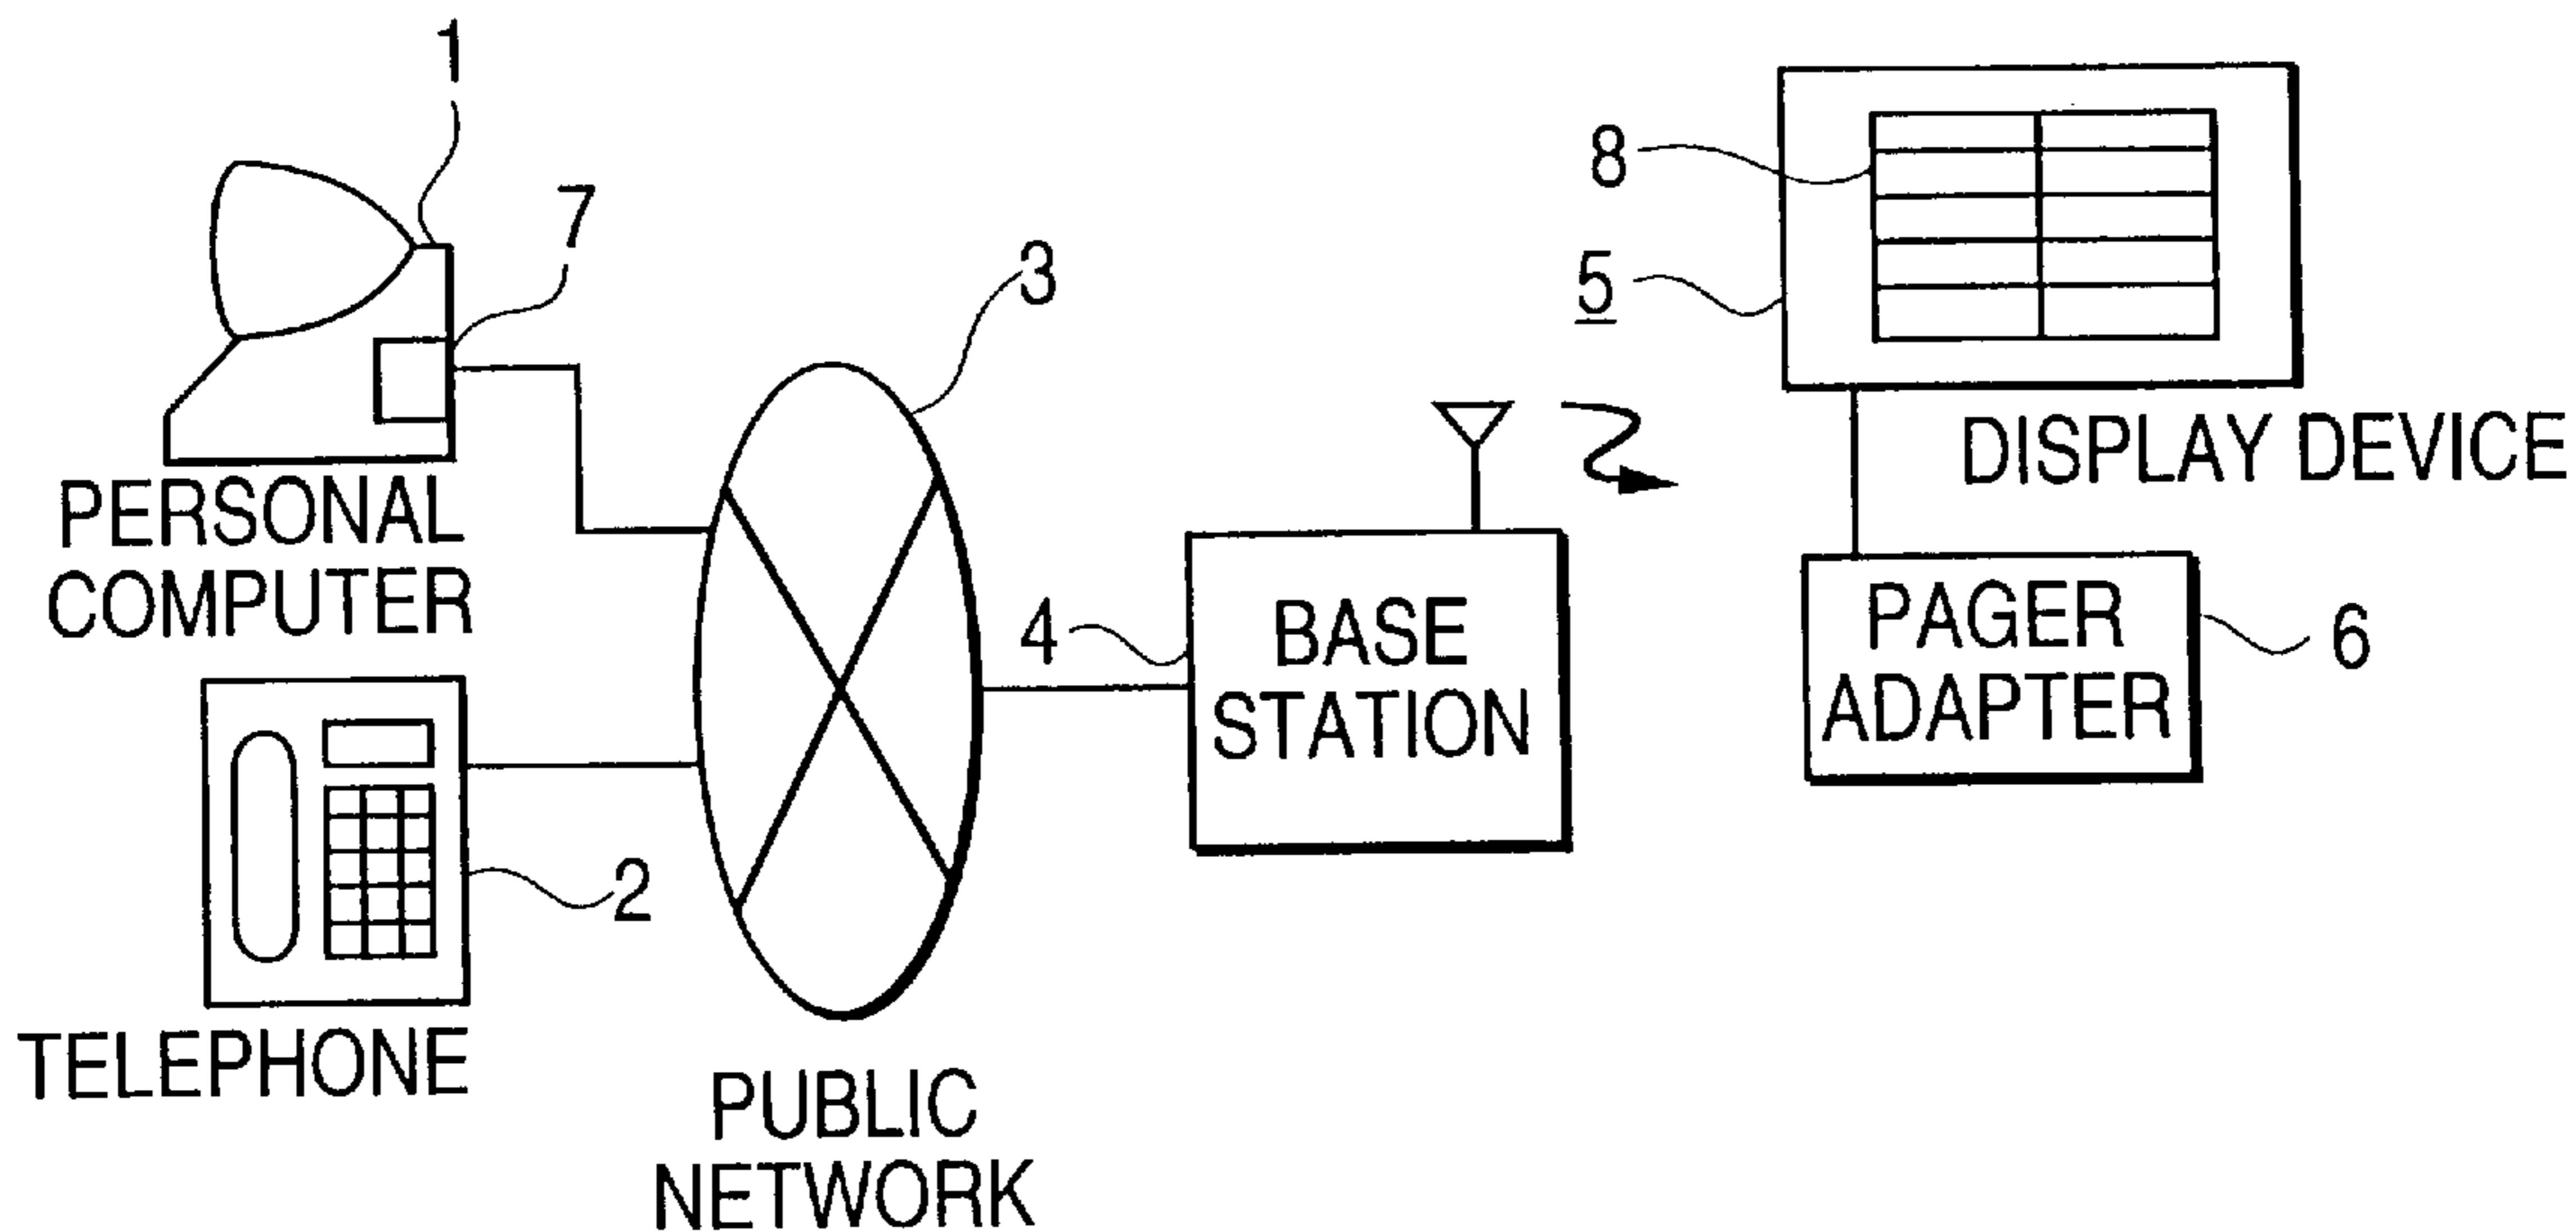 1
7
PERSONAL
COMPUTER
2
TELEPHONE
3
PUBLIC
NETWORK
4
BASE
STATION
8
5
DISPLAY DEVICE
PAGER
ADAPTER
6